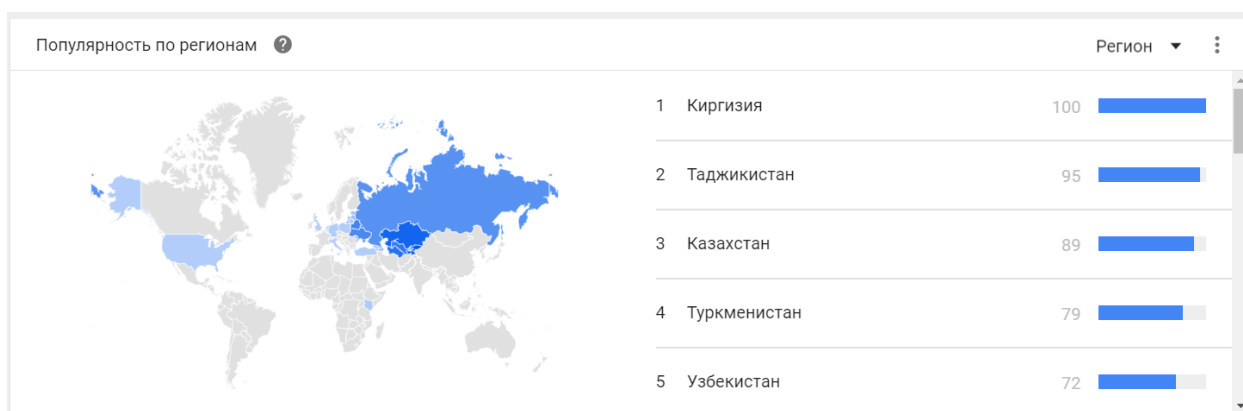 Популярность по регионам
Регион
1 Киргизия 100
2 Таджикистан 95
3 Казахстан 89
4 Туркменистан 79
5 Узбекистан 72